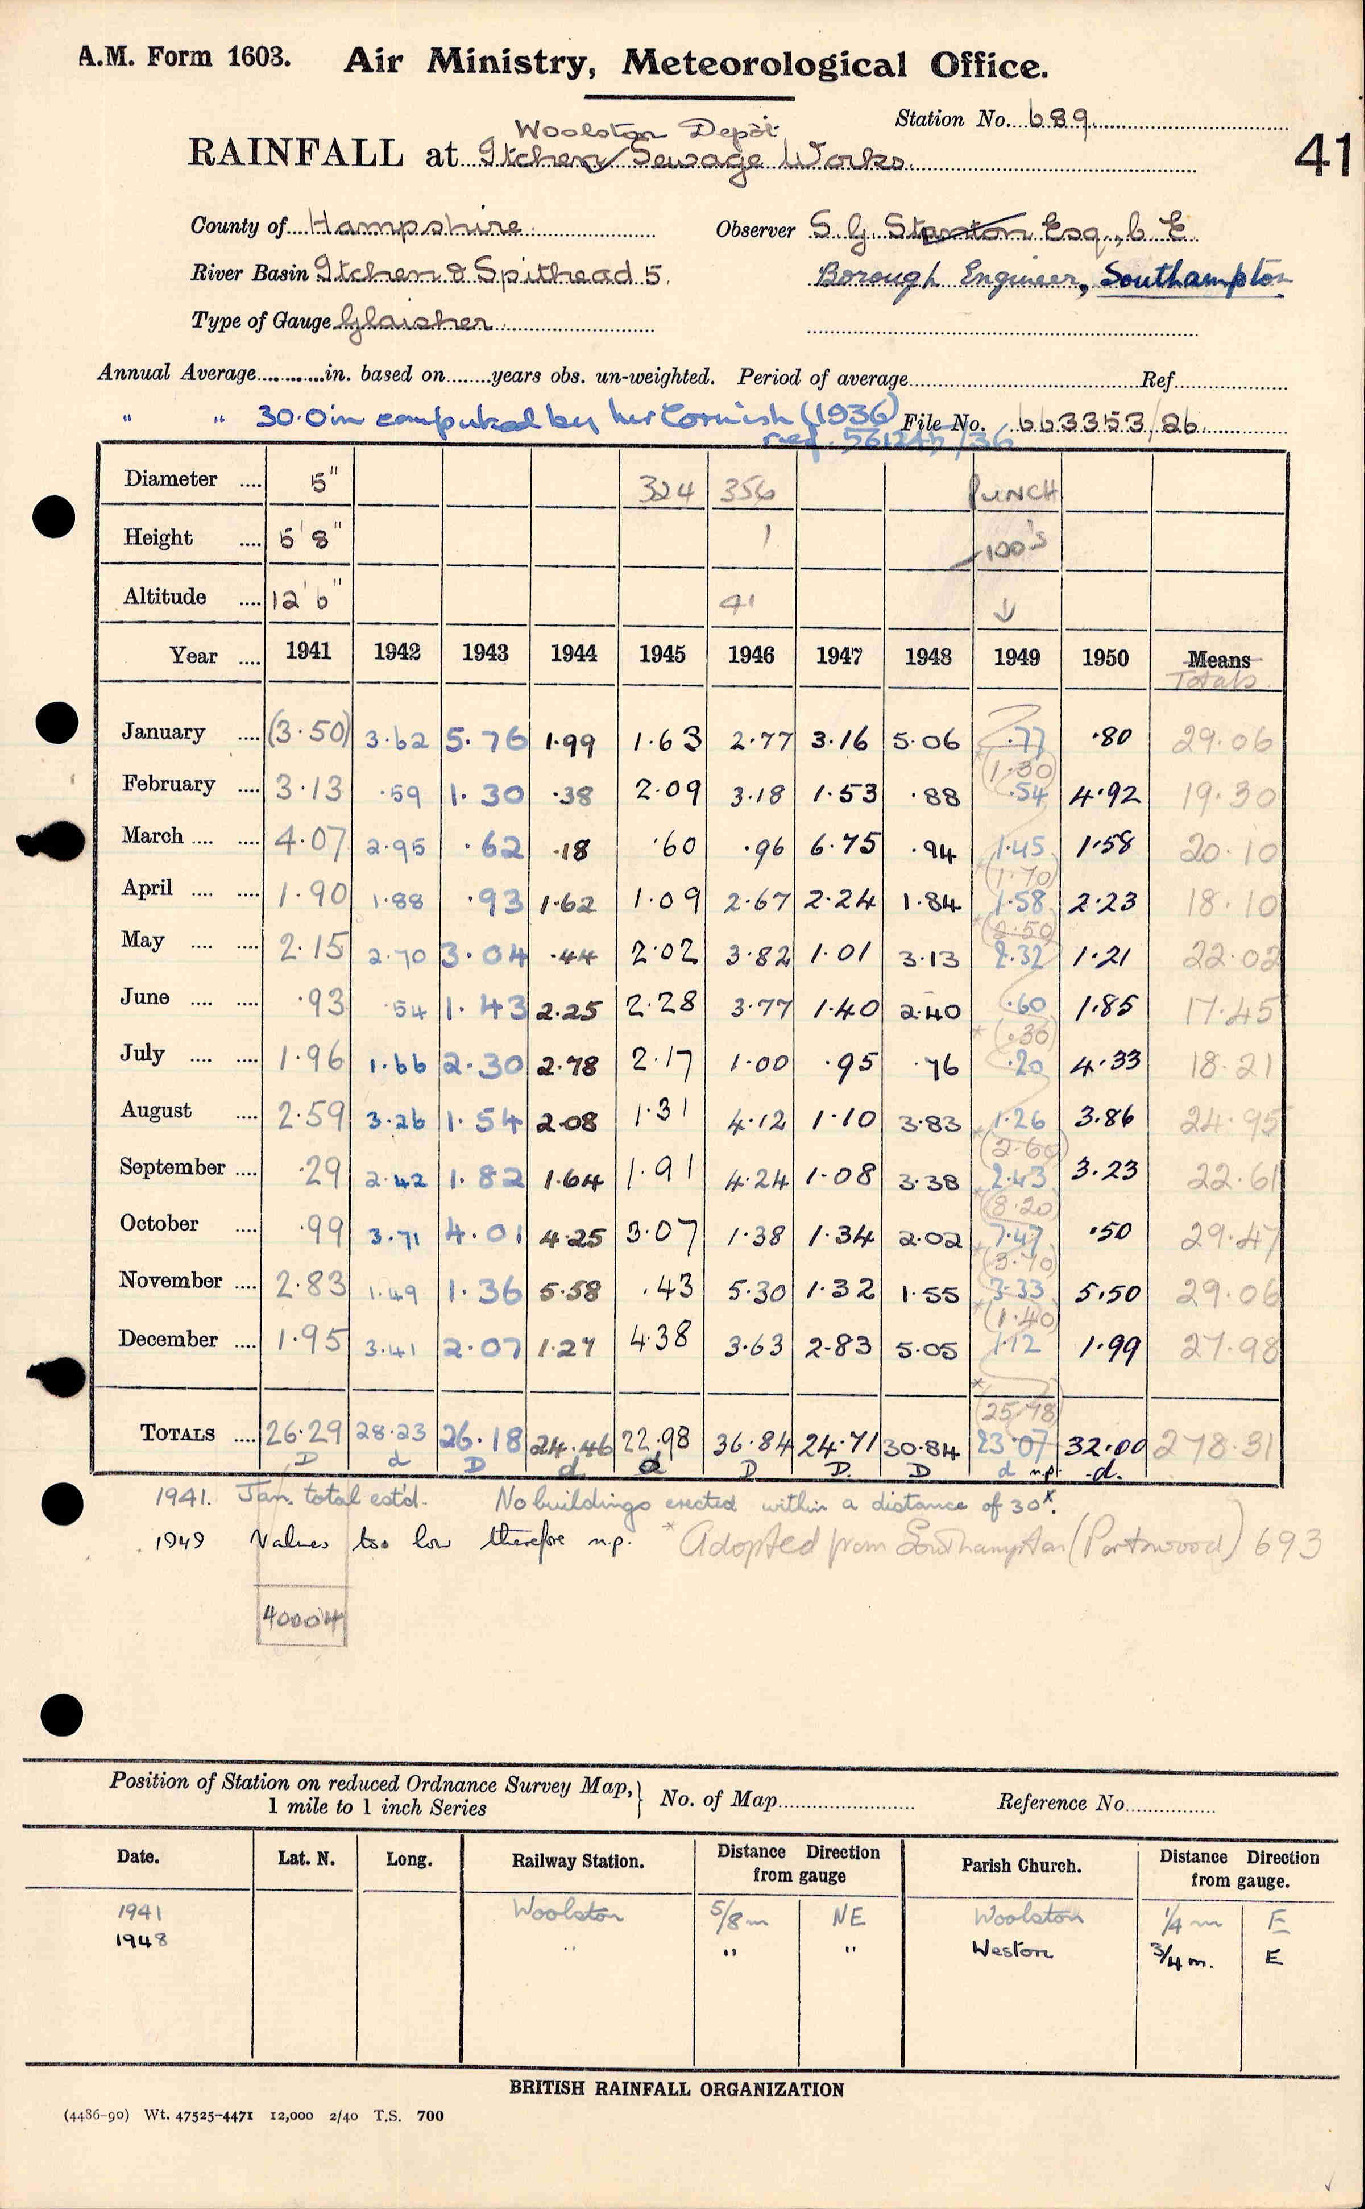 A.M. Form 1603. Air Ministry, Meteorological Office.
Station No. 689
41
Woolston Depôt
RAINFALL at Itchen Sewage Works.
County of Hampshire Observer S. G. Stanton Esq., C E
River Basin Itchen & Spithead 5. Borough Engineer, Southampton
Type of Gauge Glaisher
Annual Average............in. based on........years obs. un-weighted. Period of average Ref
" " 30.0 in computed by Mr Cornish (1936) File No. 663353/26
ref. 561245/36
Diameter .... 5" 324 356 PUNCH
Height .... 5' 8" 1 100's
Altitude .... 12' 6" 41 ↓
Year .... 1941 1942 1943 1944 1945 1946 1947 1948 1949 1950 Means
Totals
January .... (3.50) 3.62 5.76 1.99 1.63 2.77 3.16 5.06 .77 .80 29.06
*(1.30)
February .... 3.13 .59 1.30 .38 2.09 3.18 1.53 .88 .54 4.92 19.30
March .... .... 4.07 2.95 .62 .18 .60 .96 6.75 .94 1.45 1.58 20.10
*(1.70)
April .... .... 1.90 1.88 .93 1.62 1.09 2.67 2.24 1.84 1.58 2.23 18.10
*(2.50)
May .... .... 2.15 2.70 3.04 .44 2.02 3.82 1.01 3.13 2.32 1.21 22.02
June .... .... .93 .54 1.43 2.25 2.28 3.77 1.40 2.40 .60 1.85 17.45
*(.36)
July .... .... 1.96 1.66 2.30 2.78 2.17 1.00 .95 .76 .20 4.33 18.21
August .... 2.59 3.26 1.54 2.08 1.31 4.12 1.10 3.83 1.26 3.86 24.95
*(2.60)
September .... .29 2.42 1.82 1.64 1.91 4.24 1.08 3.38 2.43 3.23 22.61
*(8.20)
October .... .99 3.71 4.01 4.25 3.07 1.38 1.34 2.02 7.47 .50 29.47
*(3.70)
November .... 2.83 1.49 1.36 5.58 .43 5.30 1.32 1.55 3.33 5.50 29.06
*(1.40)
December .... 1.95 3.41 2.07 1.27 4.38 3.63 2.83 5.05 1.12 1.99 27.98
*
(25.98)
TOTALS .... 26.29 28.23 26.18 24.46 22.98 36.84 24.71 30.84 23.07 32.00 278.31
D d D d d D D. D d n.p. d.
1941. Jan. total est'd. No buildings erected within a distance of 30ˣ.
1949 Values too low therefore n.p. * Adopted from Southampton (Portswood) 693
40004
Position of Station on reduced Ordnance Survey Map,} No. of Map Reference No.
1 mile to 1 inch Series
Date. Lat. N. Long. Railway Station. Distance Direction from gauge Parish Church. Distance Direction from gauge.
1941 Woolston 5/8 m NE Woolston 1/4 m E
1948 " " " Weston 3/4 m. E
BRITISH RAINFALL ORGANIZATION
(4486-90) Wt. 47525-4471 12,000 2/40 T.S. 700